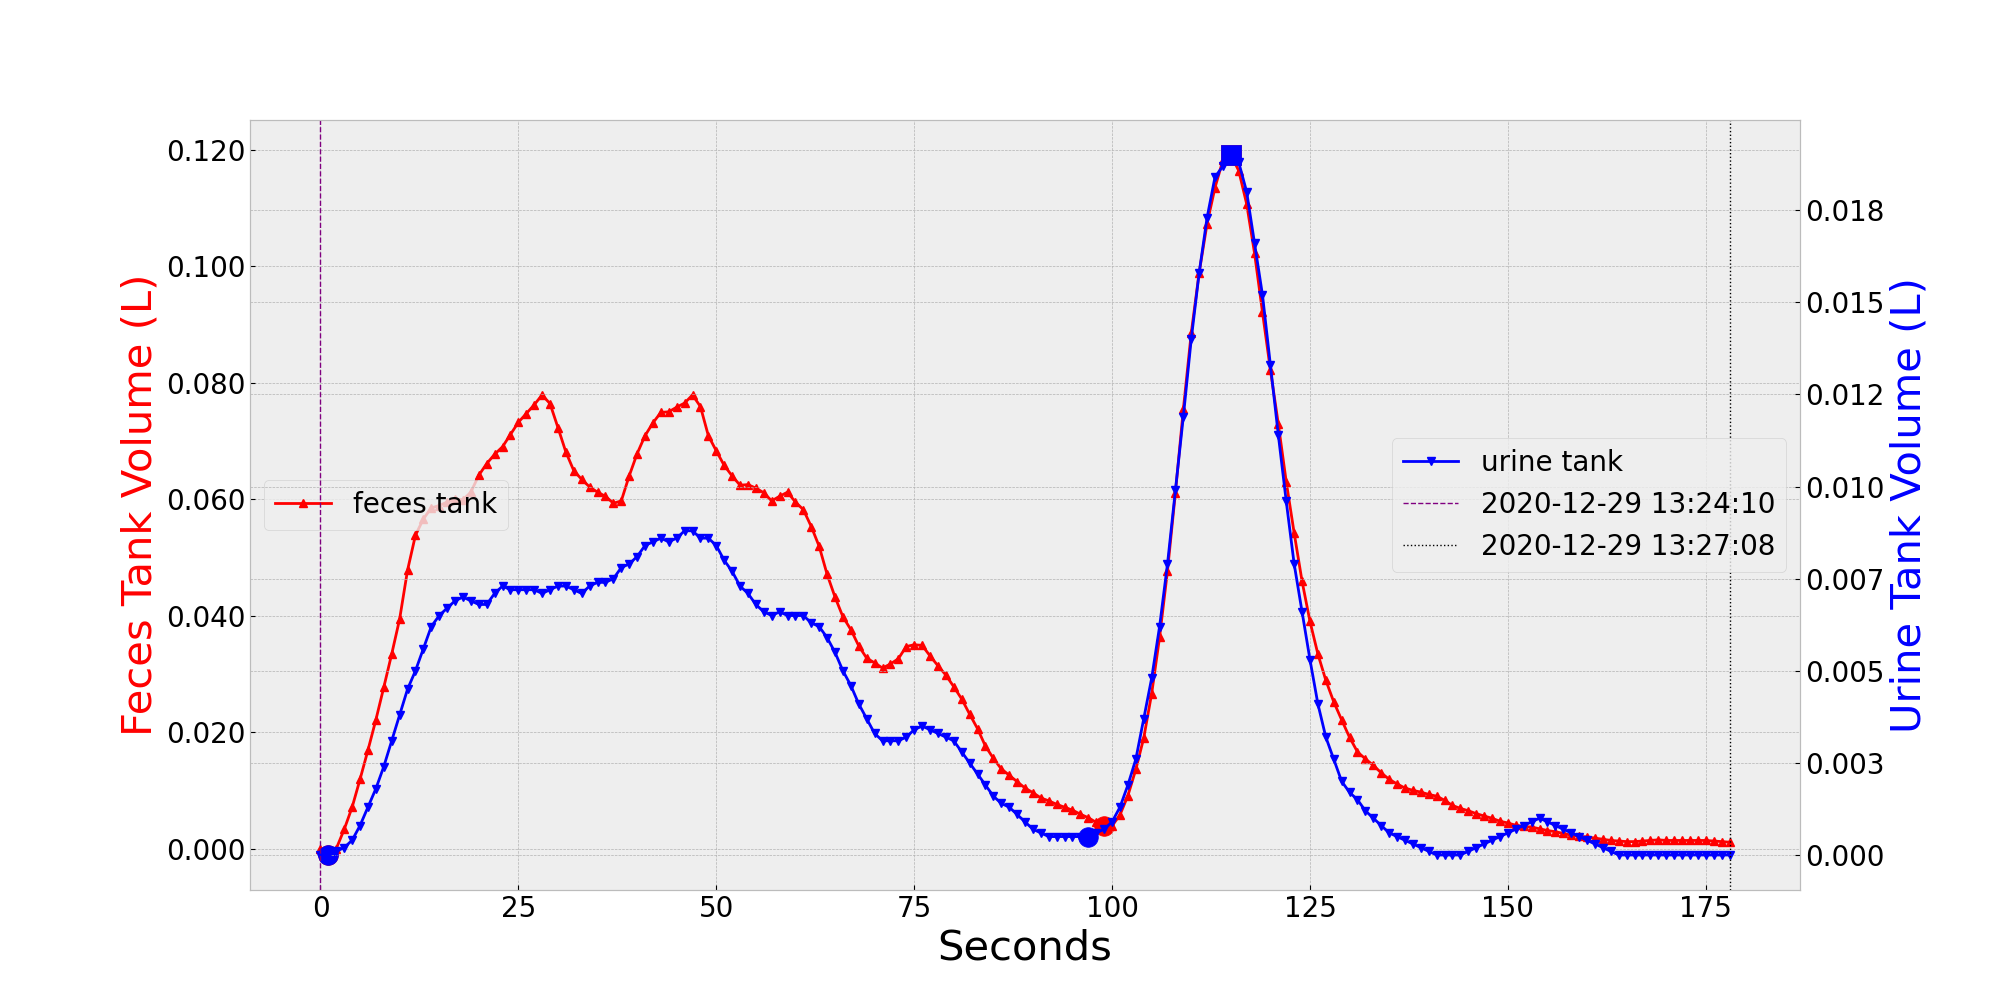 Feces Tank Volume (L)
0.120
0.100
0.080
0.060
0.040
0.020
0.000
feces tank
urine tank
2020-12-29 13:24:10
2020-12-29 13:27:08
0.018
0.015
0.012
0.010
0.007
0.005
0.003
0.000
Urine Tank Volume (L)
0 25 50 75 100 125 150 175
Seconds